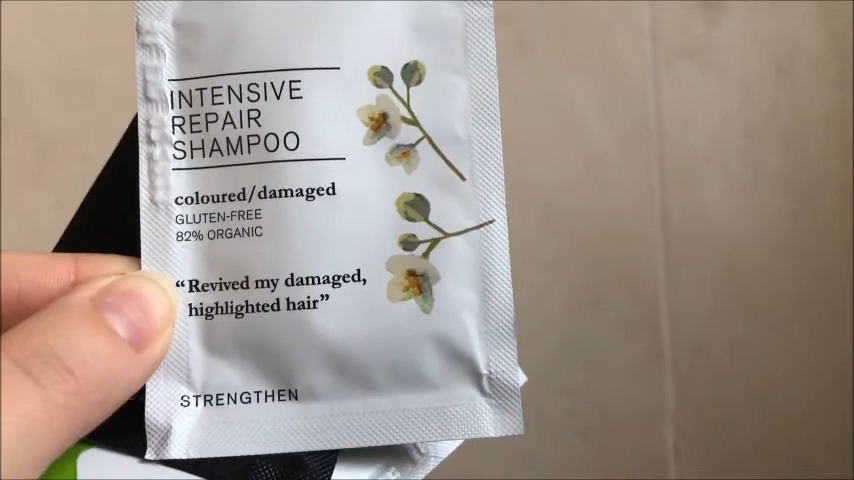 INTENSIVE
REPAIR
SHAMPOO
coloured/damaged
GLUTEN-FREE
82% ORGANIC
“Revived my damaged,
highlighted hair”
STRENGTHEN